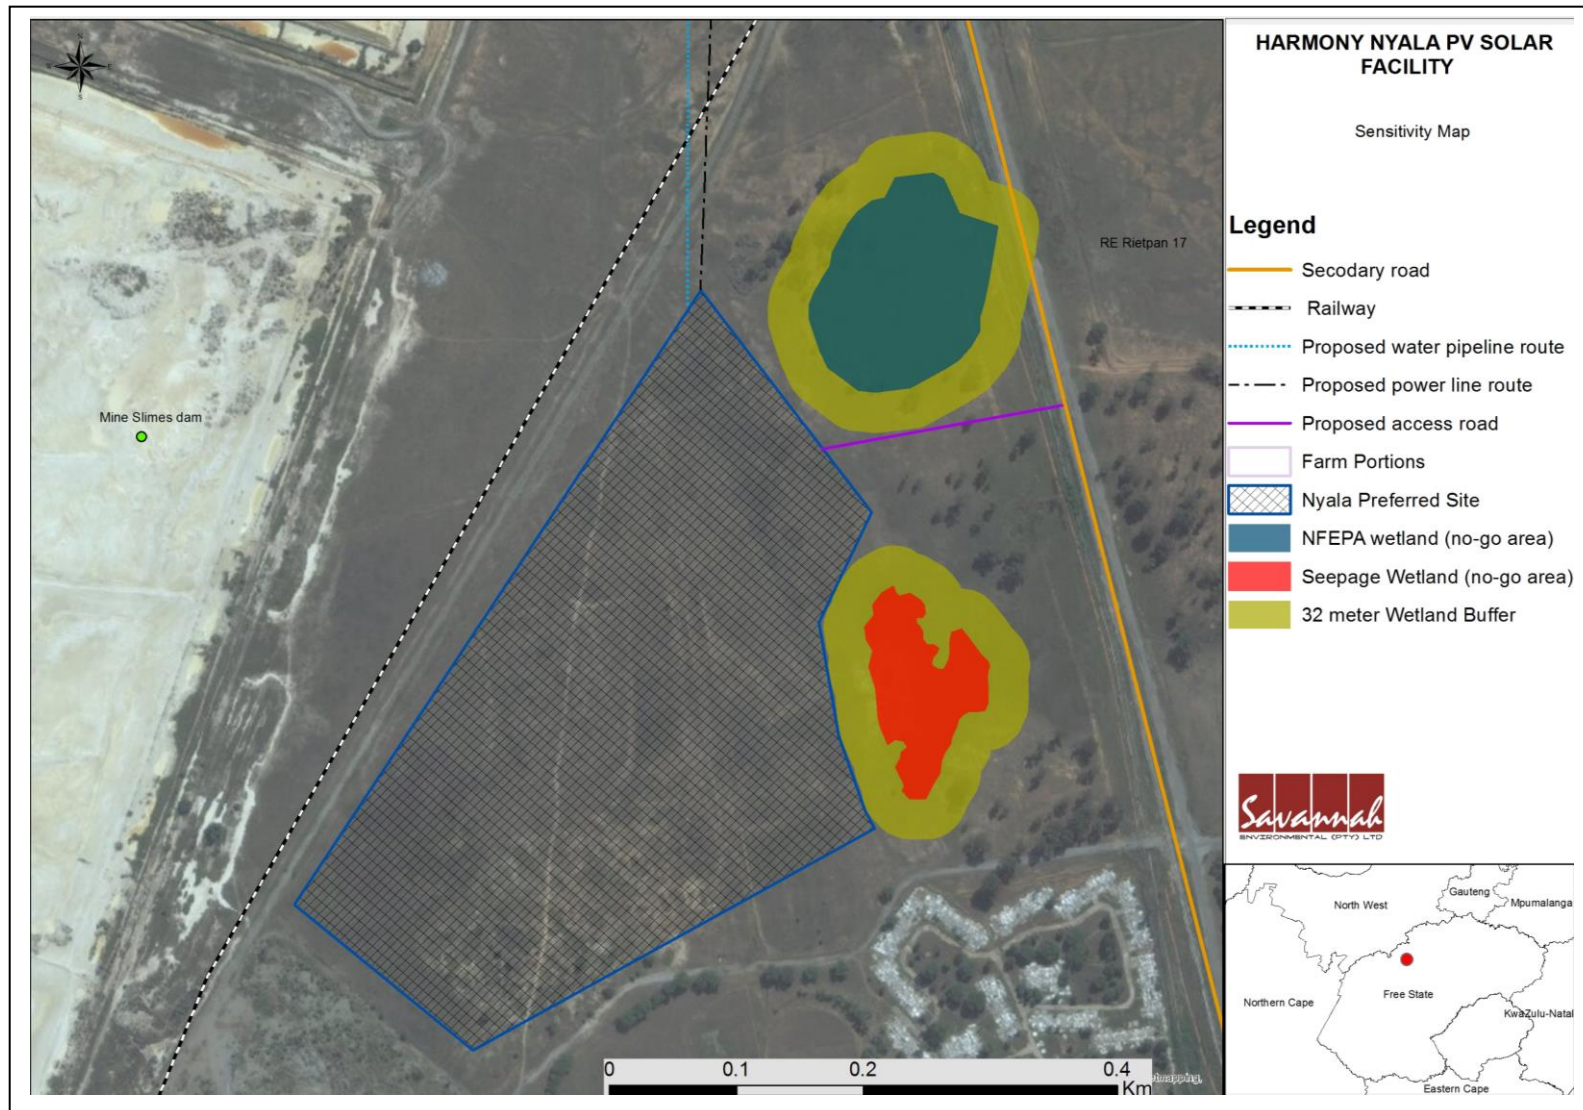 HARMONY NYALA PV SOLAR
FACILITY
Sensitivity Map
Legend
Secodary road
Railway
Proposed water pipeline route
Proposed power line route
Proposed access road
Farm Portions
Nyala Preferred Site
NFEPA wetland (no-go area)
Seepage Wetland (no-go area)
32 meter Wetland Buffer
Savannah
ENVIRONMENTAL (PTY) LTD
N
E
S
RE Rietpan 17
Mine Slimes dam
0 0.1 0.2 0.4
Km
North West
Gauteng
Mpumalanga
Free State
Northern Cape
KwaZulu-Natal
Eastern Cape